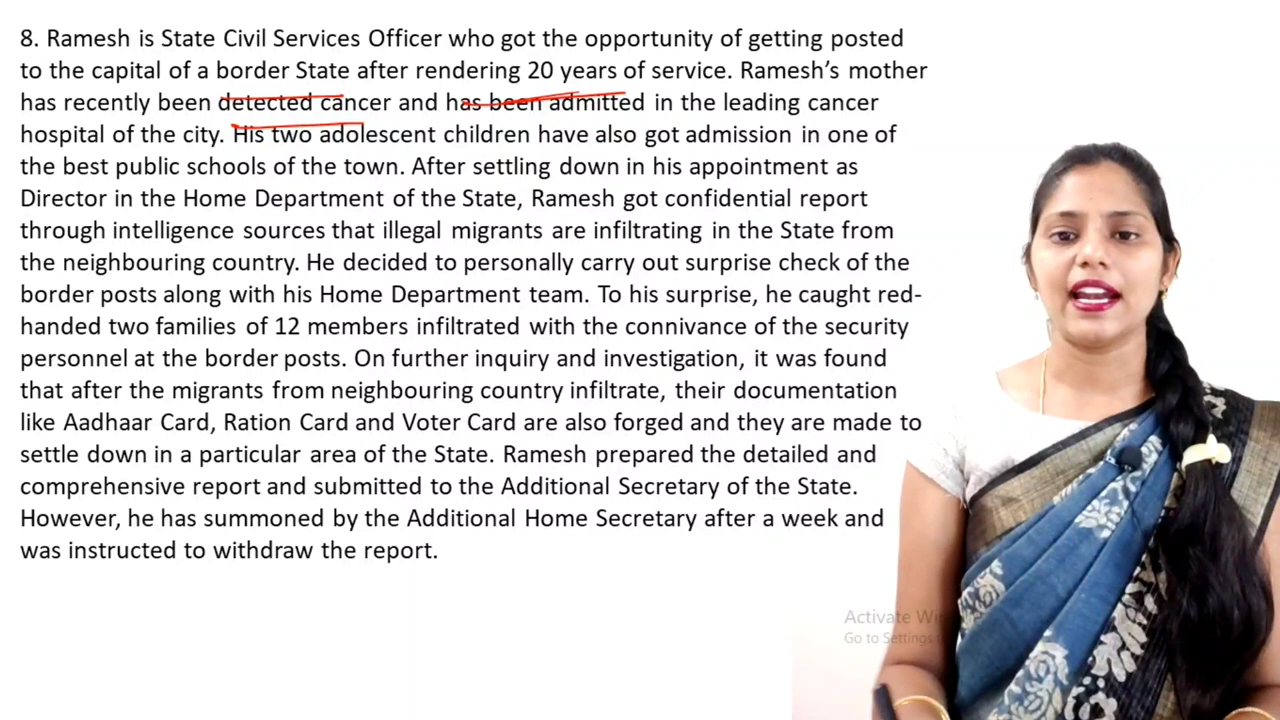 8. Ramesh is State Civil Services Officer who got the opportunity of getting posted
to the capital of a border State after rendering 20 years of service. Ramesh's mother
has recently been detected cancer and has been admitted in the leading cancer
hospital of the city. His two adolescent children have also got admission in one of
the best public schools of the town. After settling down in his appointment as
Director in the Home Department of the State, Ramesh got confidential report
through intelligence sources that illegal migrants are infiltrating in the State from
the neighbouring country. He decided to personally carry out surprise check of the
border posts along with his Home Department team. To his surprise, he caught red-
handed two families of 12 members infiltrated with the connivance of the security
personnel at the border posts. On further inquiry and investigation, it was found
that after the migrants from neighbouring country infiltrate, their documentation
like Aadhaar Card, Ration Card and Voter Card are also forged and they are made to
settle down in a particular area of the State. Ramesh prepared the detailed and
comprehensive report and submitted to the Additional Secretary of the State.
However, he has summoned by the Additional Home Secretary after a week and
was instructed to withdraw the report.
Activate
Go to Settings